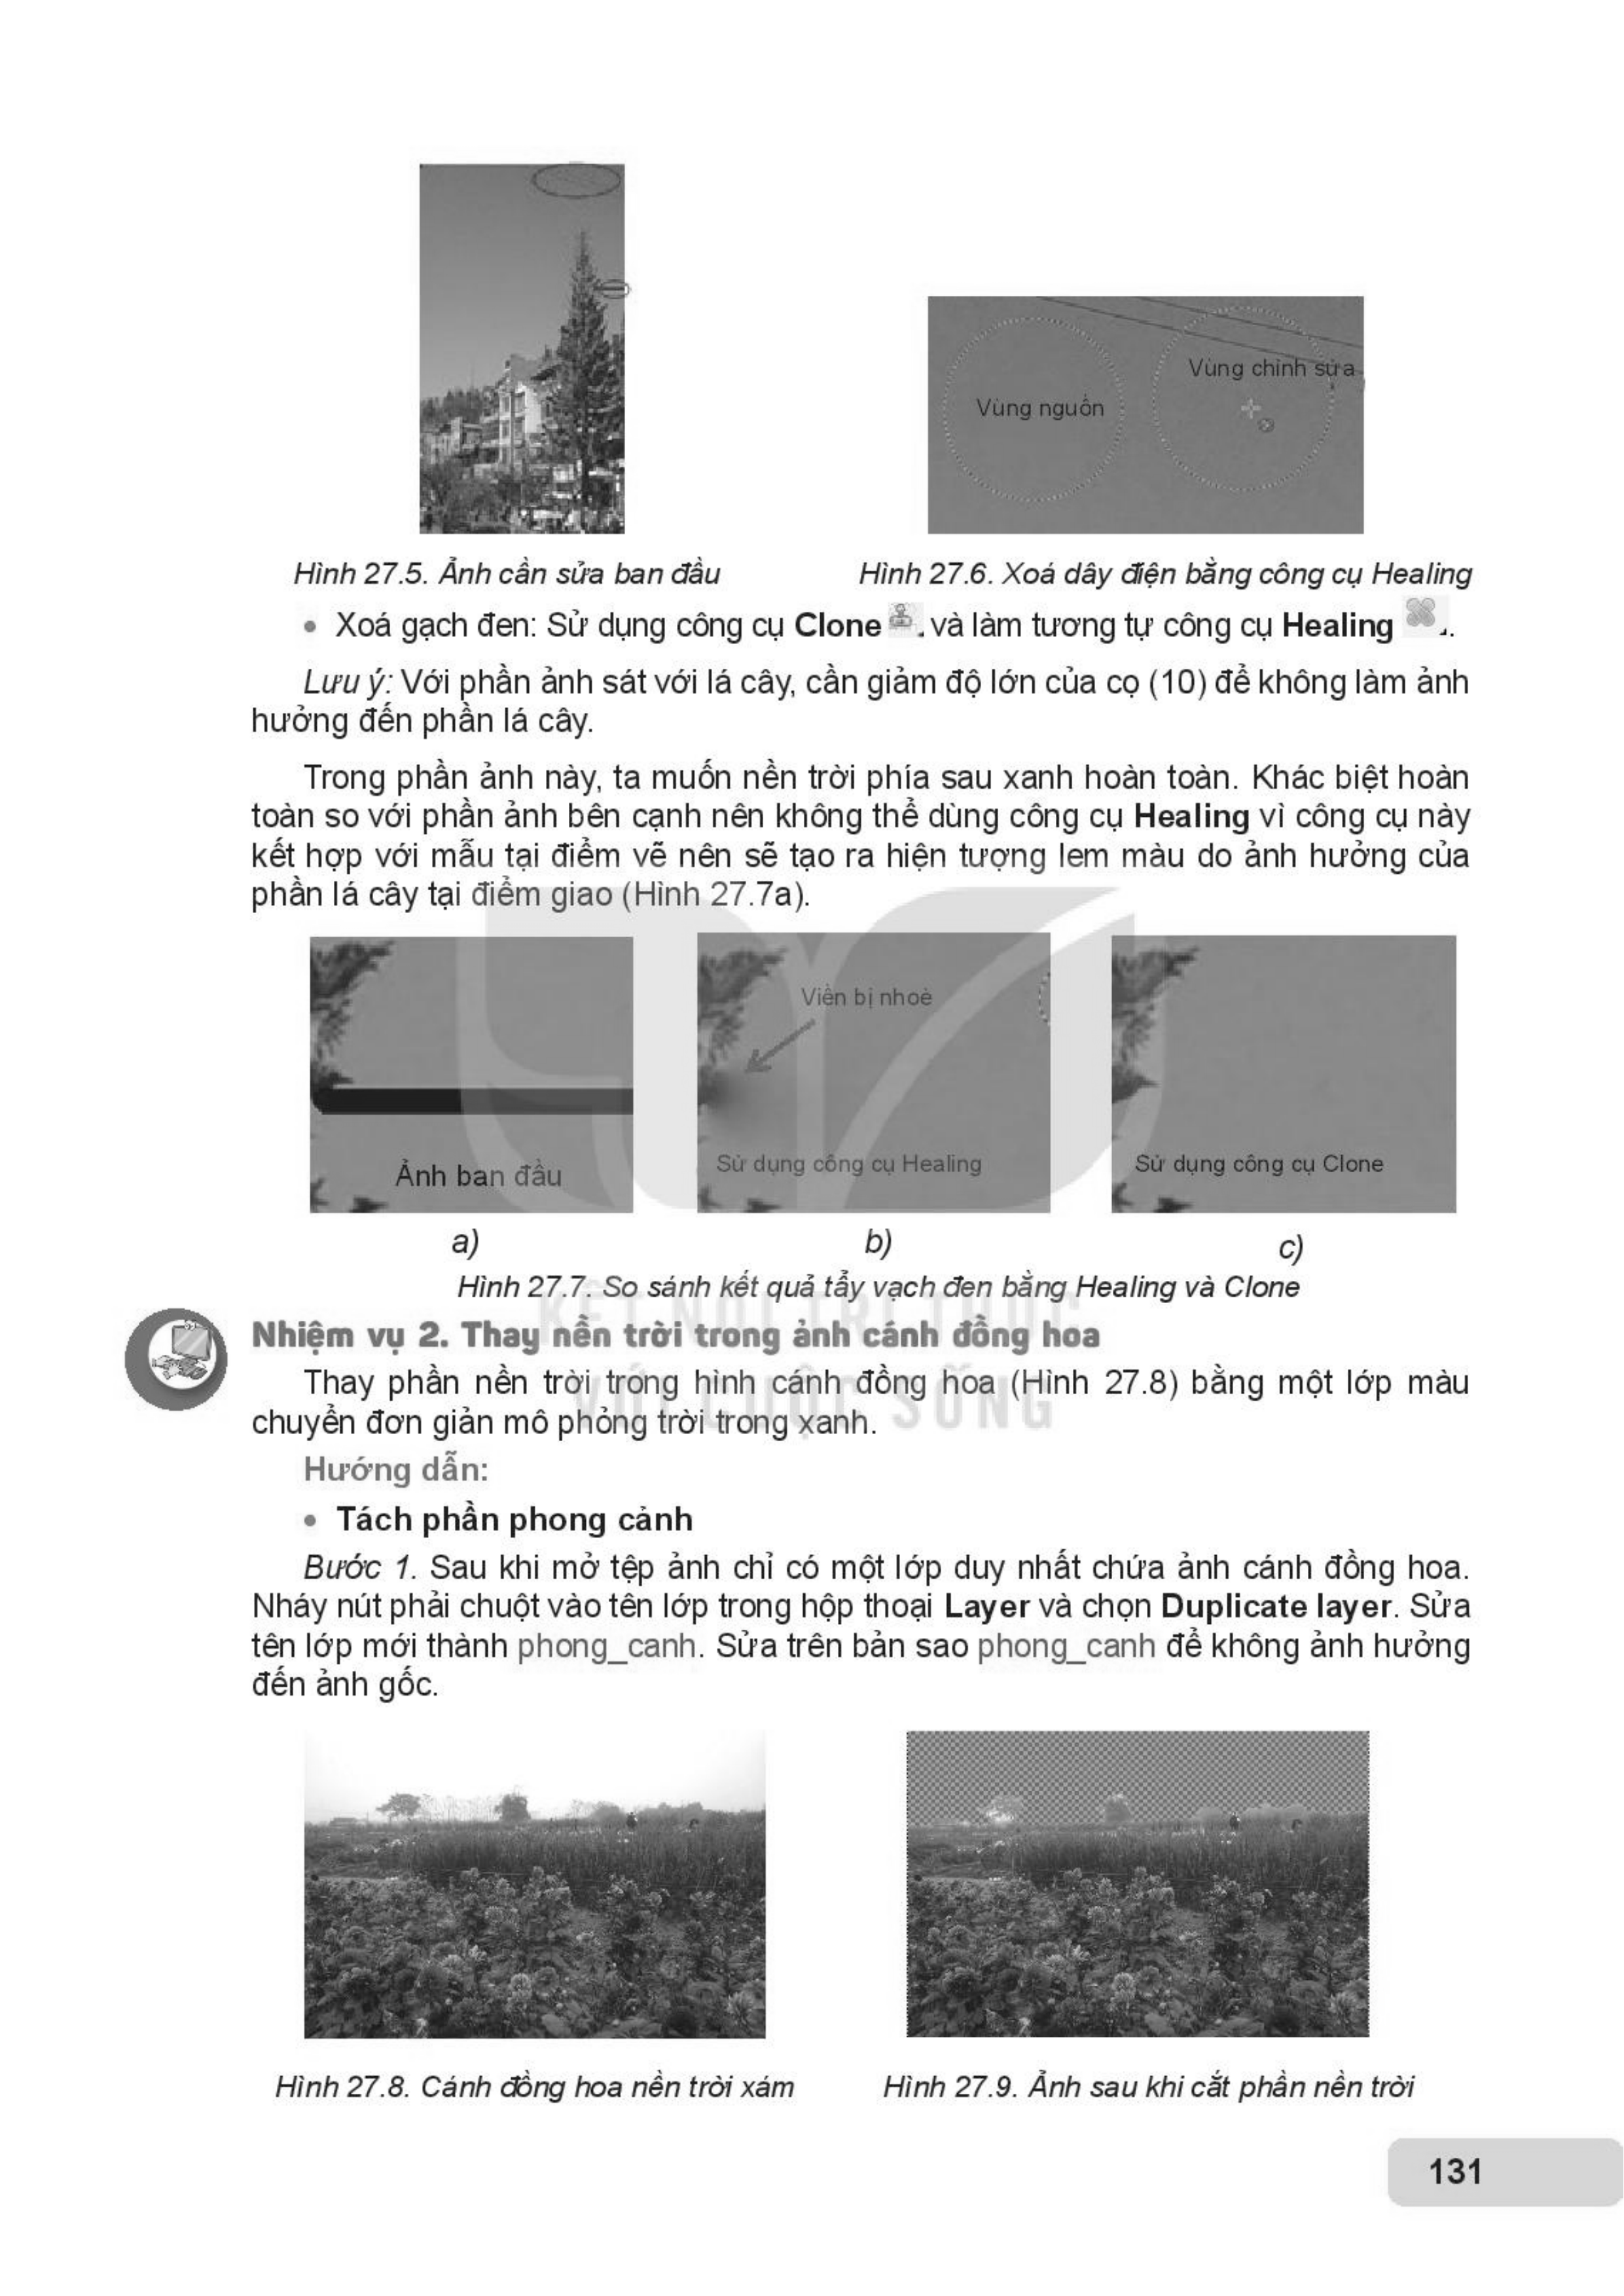 Vùng nguồn
Vùng chỉnh sửa
Hình 27.5. Ảnh cần sửa ban đầu
Hình 27.6. Xoá dây điện bằng công cụ Healing
• Xoá gạch đen: Sử dụng công cụ Clone và làm tương tự công cụ Healing .
Lưu ý: Với phần ảnh sát với lá cây, cần giảm độ lớn của cọ (10) để không làm ảnh
hưởng đến phần lá cây.
Trong phần ảnh này, ta muốn nền trời phía sau xanh hoàn toàn. Khác biệt hoàn
toàn so với phần ảnh bên cạnh nên không thể dùng công cụ Healing vì công cụ này
kết hợp với mẫu tại điểm vẽ nên sẽ tạo ra hiện tượng lem màu do ảnh hưởng của
phần lá cây tại điểm giao (Hình 27.7a).
Ảnh ban đầu
Viền bị nhoè
Sử dụng công cụ Healing
Sử dụng công cụ Clone
a)
b)
c)
Hình 27.7. So sánh kết quả tẩy vạch đen bằng Healing và Clone
KẾT NỐI TRI THỨC
VỚI CUỘC SỐNG
Nhiệm vụ 2. Thay nền trời trong ảnh cánh đồng hoa
Thay phần nền trời trong hình cánh đồng hoa (Hình 27.8) bằng một lớp màu
chuyển đơn giản mô phỏng trời trong xanh.
Hướng dẫn:
• Tách phần phong cảnh
Bước 1. Sau khi mở tệp ảnh chỉ có một lớp duy nhất chứa ảnh cánh đồng hoa.
Nháy nút phải chuột vào tên lớp trong hộp thoại Layer và chọn Duplicate layer. Sửa
tên lớp mới thành phong_canh. Sửa trên bản sao phong_canh để không ảnh hưởng
đến ảnh gốc.
Hình 27.8. Cánh đồng hoa nền trời xám
Hình 27.9. Ảnh sau khi cắt phần nền trời
131